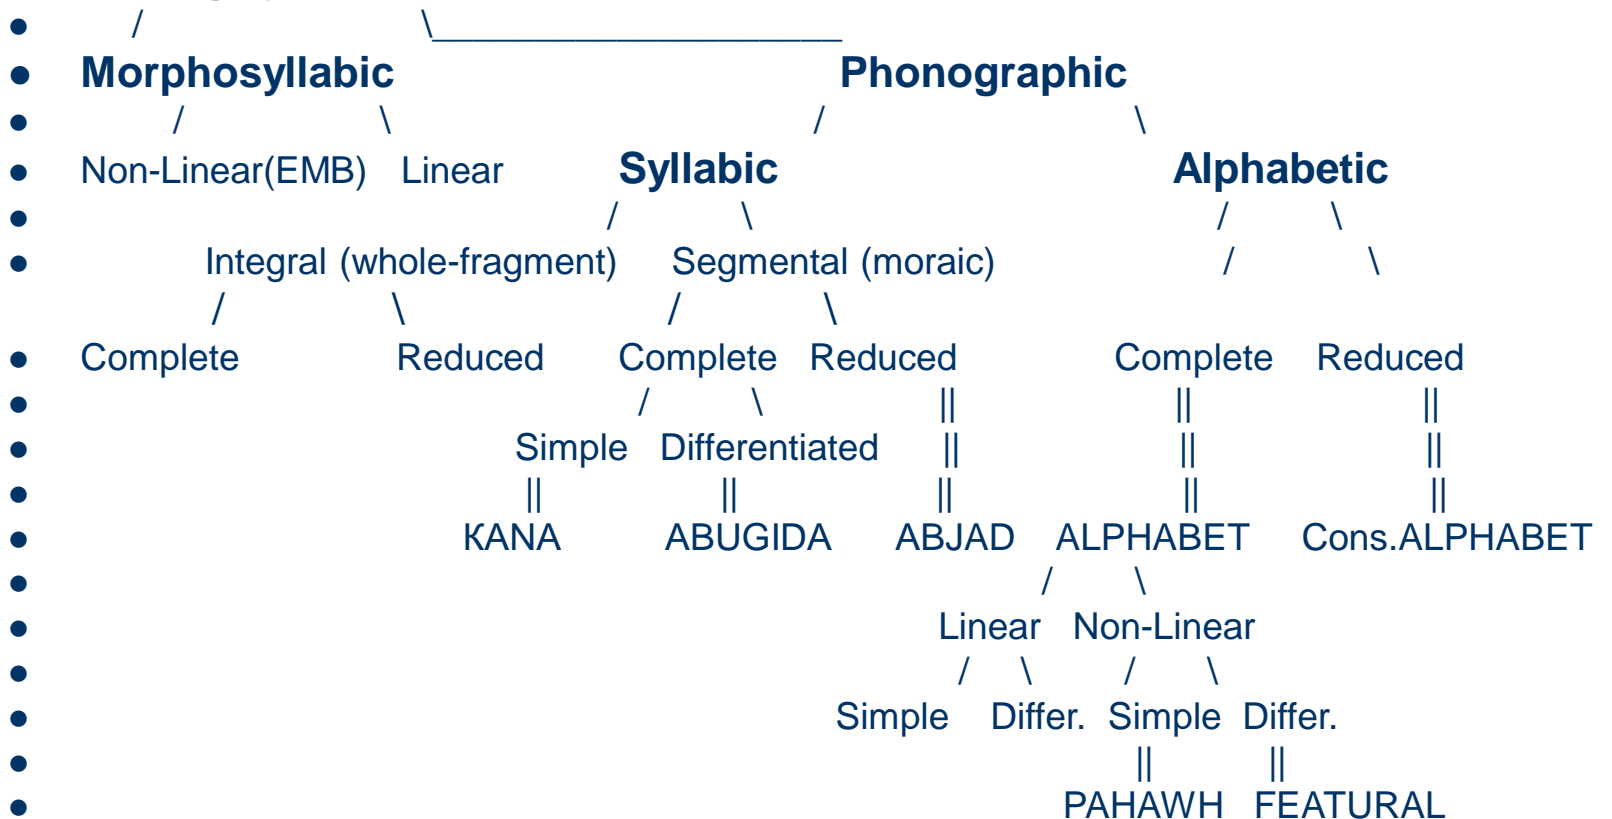 ● / \____________________
● Morphosyllabic Phonographic
● / \ / \
● Non-Linear(EMB) Linear Syllabic Alphabetic
● / \ / \
● Integral (whole-fragment) Segmental (moraic) / \
/ \ / \
● Complete Reduced Complete Reduced Complete Reduced
● / \ || || ||
● Simple Differentiated || || ||
● || || || || ||
● KANA ABUGIDA ABJAD ALPHABET Cons.ALPHABET
● / \
● Linear Non-Linear
● / \ / \
● Simple Differ. Simple Differ.
● || ||
● PAHAWH FEATURAL